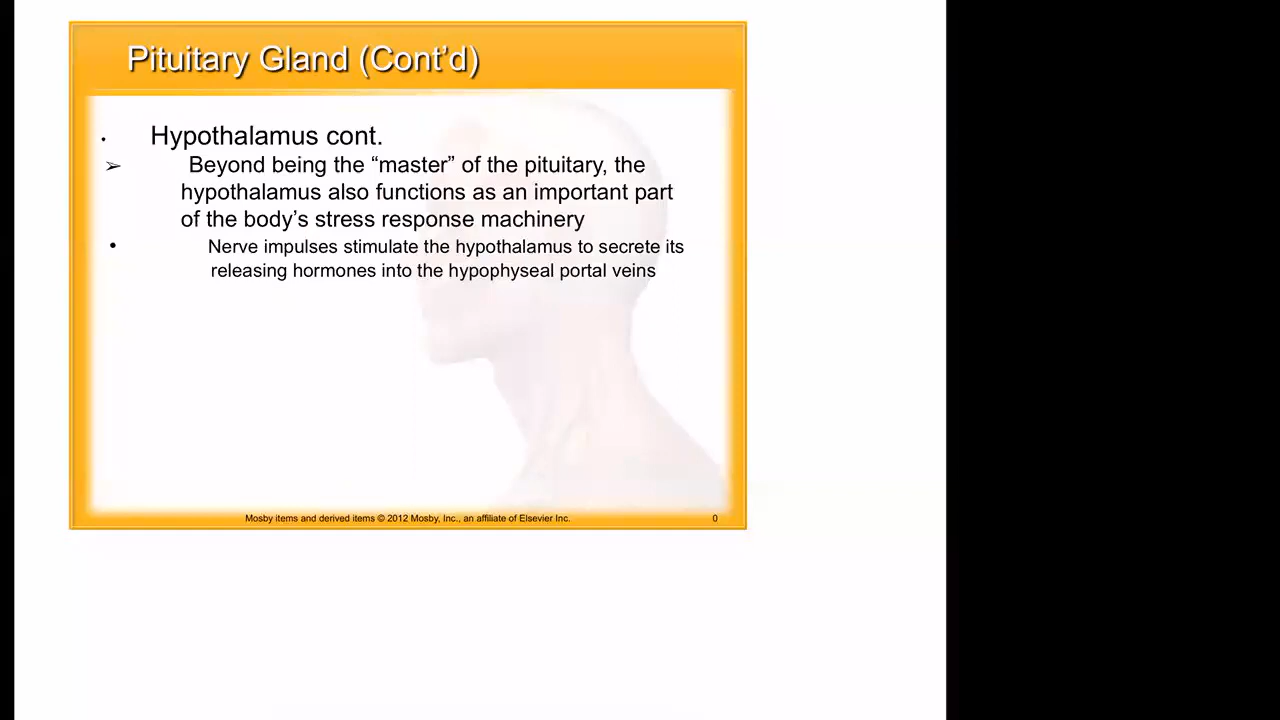 Pituitary Gland (Cont’d)
• Hypothalamus cont.
➢ Beyond being the “master” of the pituitary, the
hypothalamus also functions as an important part
of the body’s stress response machinery
• Nerve impulses stimulate the hypothalamus to secrete its
releasing hormones into the hypophyseal portal veins
Mosby items and derived items © 2012 Mosby, Inc., an affiliate of Elsevier Inc. 0